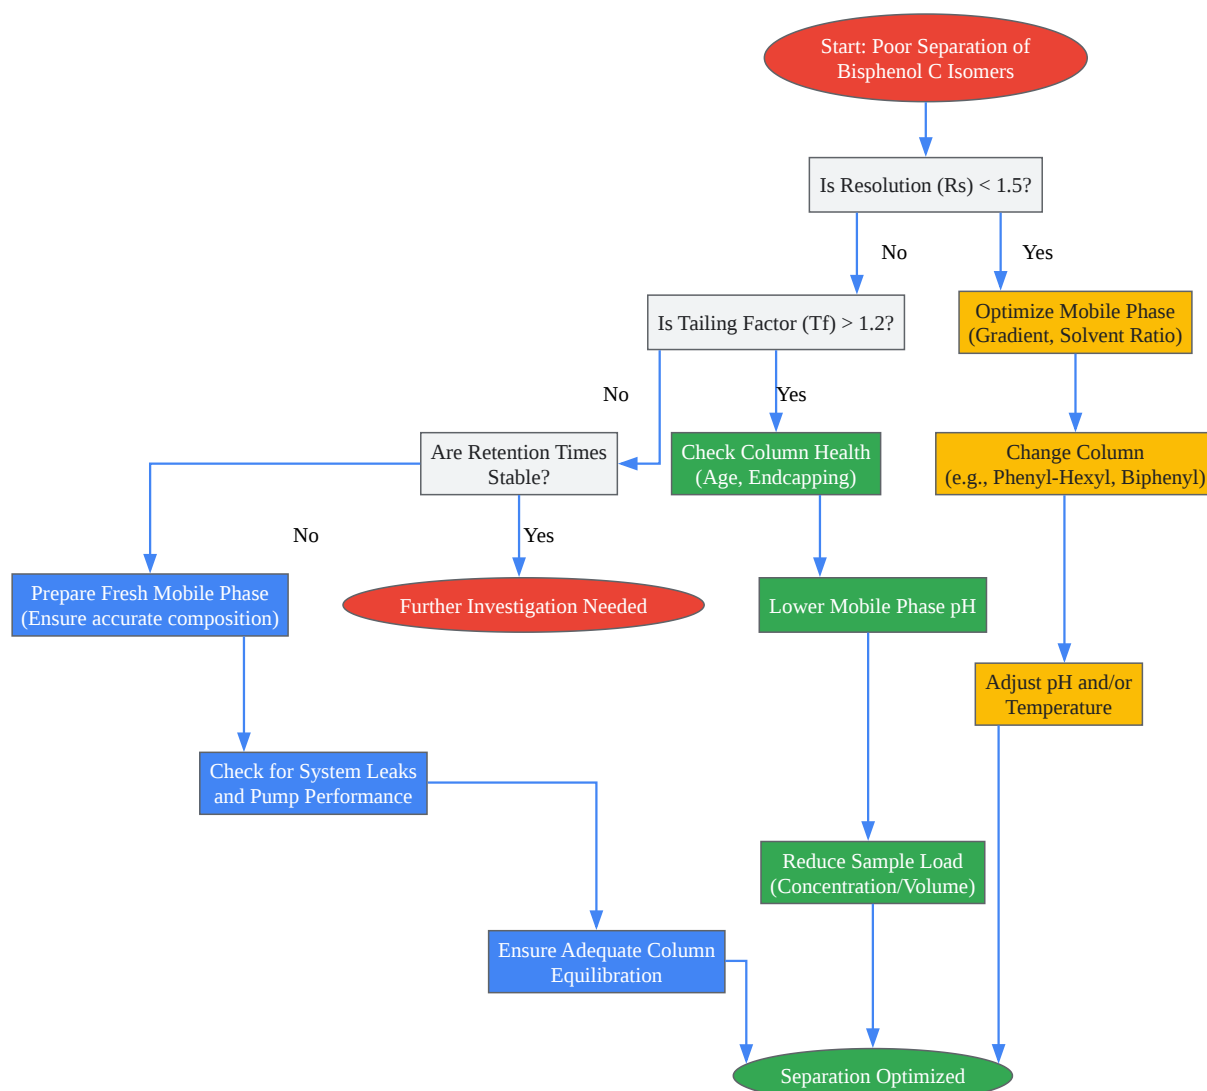 Start: Poor Separation of
Bisphenol C Isomers
Is Resolution (Rs) < 1.5?
No
Yes
Is Tailing Factor (Tf) > 1.2?
Optimize Mobile Phase
(Gradient, Solvent Ratio)
No
Yes
Are Retention Times
Stable?
Check Column Health
(Age, Endcapping)
Change Column
(e.g., Phenyl-Hexyl, Biphenyl)
No
Yes
Prepare Fresh Mobile Phase
(Ensure accurate composition)
Further Investigation Needed
Lower Mobile Phase pH
Adjust pH and/or
Temperature
Check for System Leaks
and Pump Performance
Reduce Sample Load
(Concentration/Volume)
Ensure Adequate Column
Equilibration
Separation Optimized